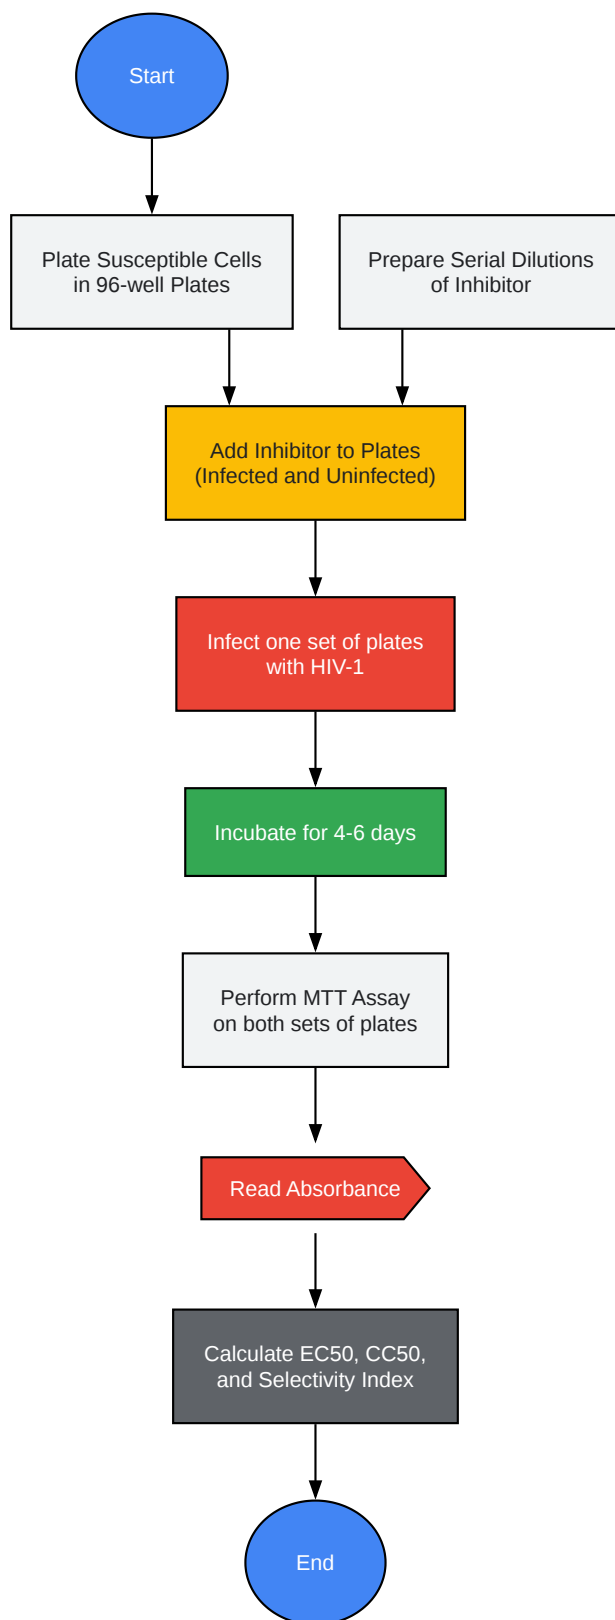 Start
Plate Susceptible Cells
in 96-well Plates
Prepare Serial Dilutions
of Inhibitor
Add Inhibitor to Plates
(Infected and Uninfected)
Infect one set of plates
with HIV-1
Incubate for 4-6 days
Perform MTT Assay
on both sets of plates
Read Absorbance
Calculate EC50, CC50,
and Selectivity Index
End